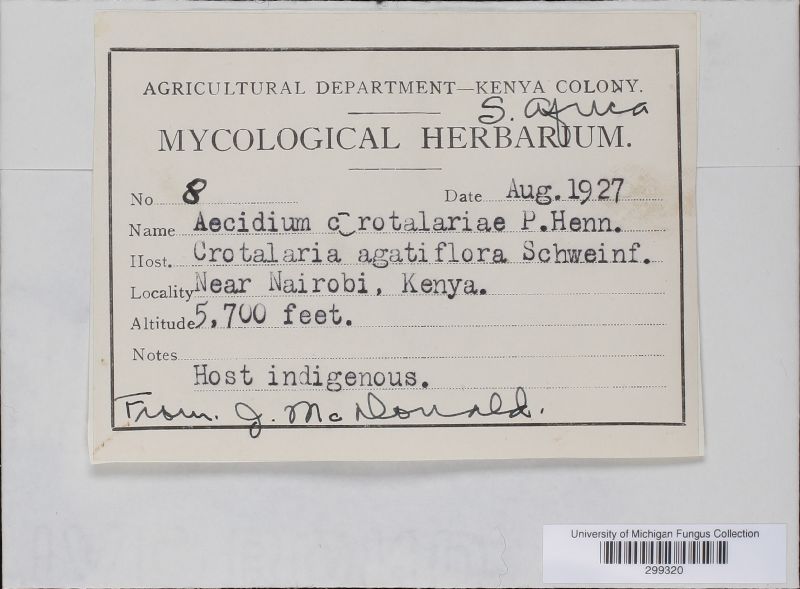 AGRICULTURAL DEPARTMENT—KENYA COLONY.
S. Africa
MYCOLOGICAL HERBARIUM.
No 8 Date Aug. 1927
Name Aecidium crotalariae P.Henn.
Host. Crotalaria agatiflora Schweinf.
Locality Near Nairobi, Kenya.
Altitude 5,700 feet.
Notes
Host indigenous.
From. J. McDonald.
University of Michigan Fungus Collection
299320